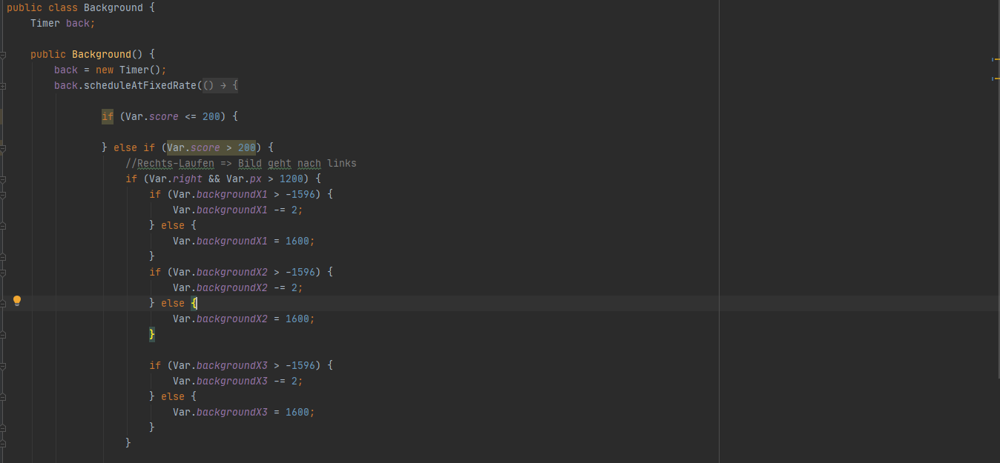 public class Background {
    Timer back;
    public Background() {
        back = new Timer();
        back.scheduleAtFixedRate(() → {
                if (Var.score <= 200) {
                } else if (Var.score > 200) {
                    //Rechts-Laufen => Bild geht nach links
                    if (Var.right && Var.px > 1200) {
                        if (Var.backgroundX1 > -1596) {
                            Var.backgroundX1 -= 2;
                        } else {
                            Var.backgroundX1 = 1600;
                        }
                        if (Var.backgroundX2 > -1596) {
                            Var.backgroundX2 -= 2;
                        } else {
                            Var.backgroundX2 = 1600;
                        }
                        if (Var.backgroundX3 > -1596) {
                            Var.backgroundX3 -= 2;
                        } else {
                            Var.backgroundX3 = 1600;
                        }
                    }